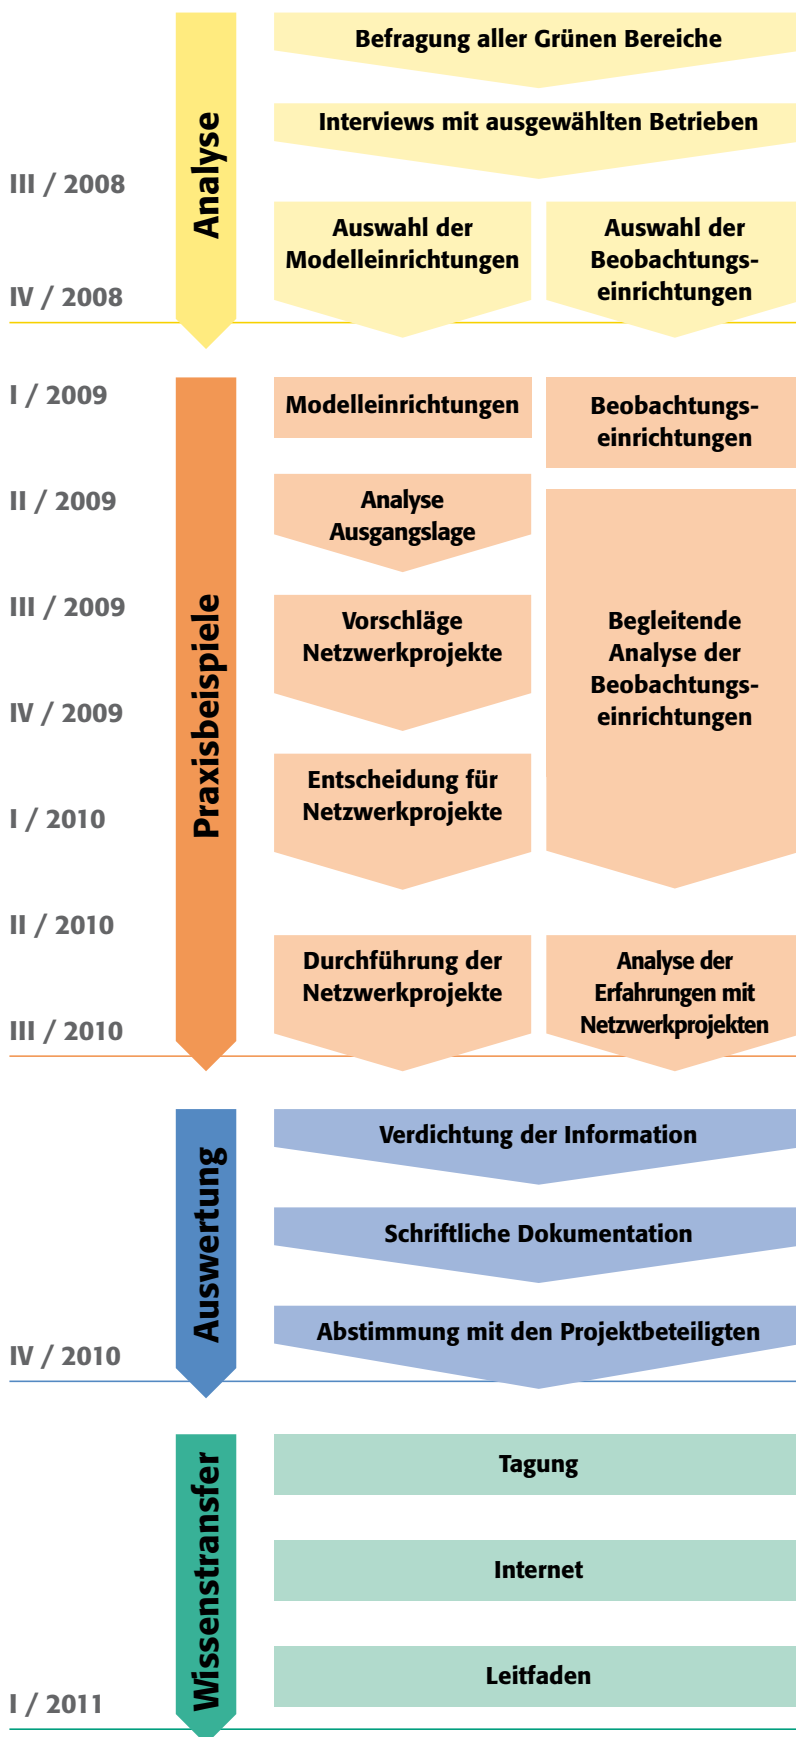 Analyse
Befragung aller Grünen Bereiche
Interviews mit ausgewählten Betrieben
III / 2008
Auswahl der
Modelleinrichtungen
Auswahl der
Beobachtungs-
einrichtungen
IV / 2008
Praxisbeispiele
I / 2009
Modelleinrichtungen
Beobachtungs-
einrichtungen
II / 2009
Analyse
Ausgangslage
III / 2009
Vorschläge
Netzwerkprojekte
Begleitende
Analyse der
Beobachtungs-
einrichtungen
IV / 2009
Entscheidung für
Netzwerkprojekte
I / 2010
II / 2010
Durchführung der
Netzwerkprojekte
Analyse der
Erfahrungen mit
Netzwerkprojekten
III / 2010
Auswertung
Verdichtung der Information
Schriftliche Dokumentation
Abstimmung mit den Projektbeteiligten
IV / 2010
Wissenstransfer
Tagung
Internet
Leitfaden
I / 2011